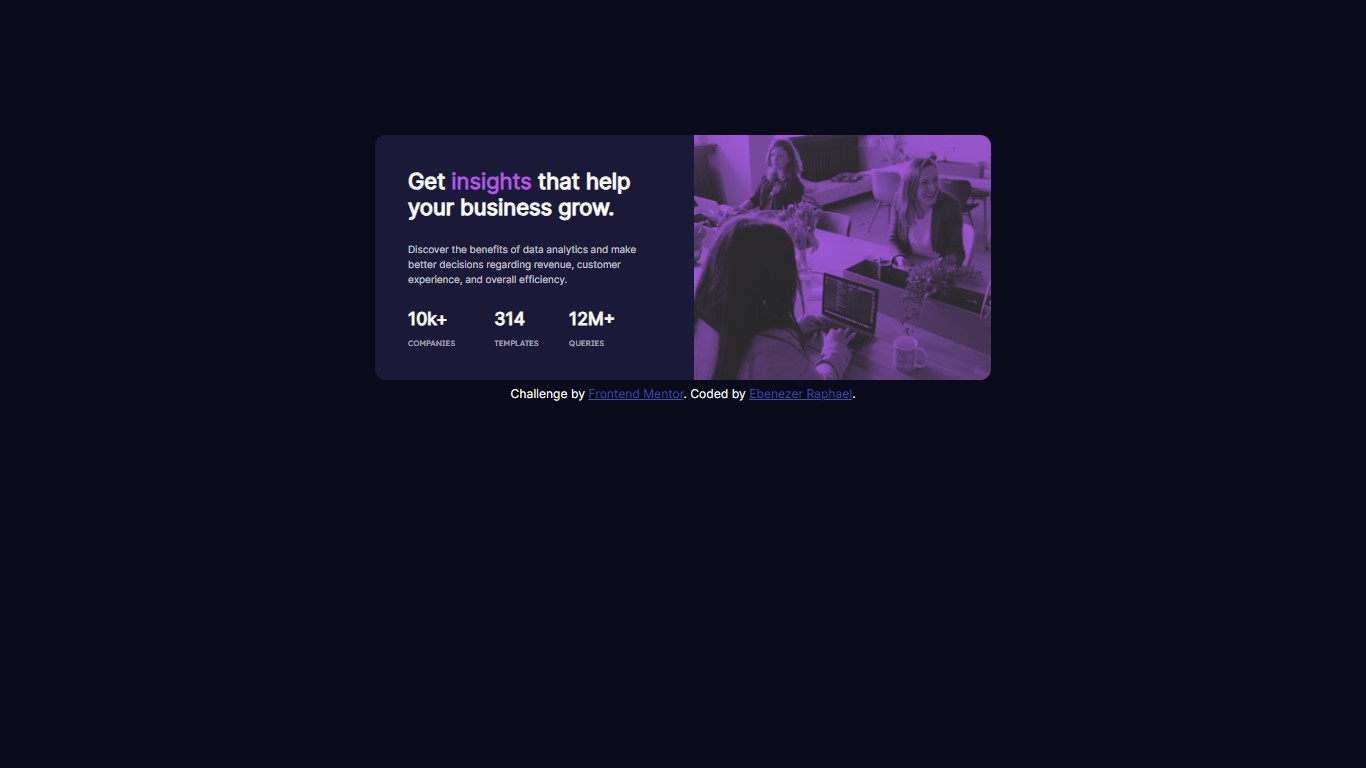 Get insights that help
your business grow.
Discover the benefits of data analytics and make
better decisions regarding revenue, customer
experience, and overall efficiency.
10k+ 314 12M+
COMPANIES TEMPLATES QUERIES
Challenge by Frontend Mentor. Coded by Ebenezer Raphael.